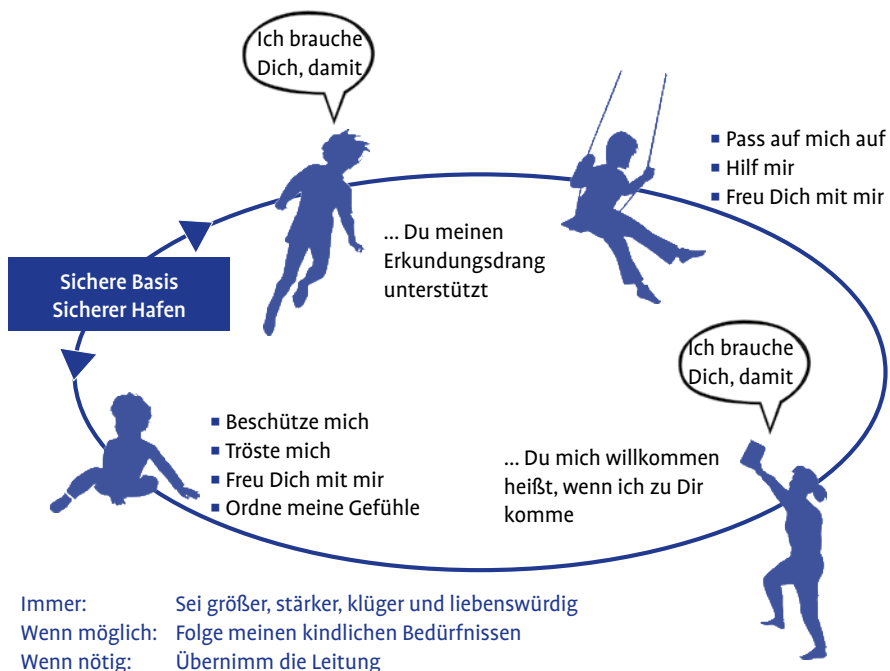 Ich brauche
Dich, damit
■ Pass auf mich auf
■ Hilf mir
■ Freu Dich mit mir
... Du meinen
Erkundungsdrang
unterstützt
Sichere Basis
Sicherer Hafen
Ich brauche
Dich, damit
■ Beschütze mich
■ Tröste mich
■ Freu Dich mit mir
■ Ordne meine Gefühle
... Du mich willkommen
heißt, wenn ich zu Dir
komme
Immer: Sei größer, stärker, klüger und liebenswürdig
Wenn möglich: Folge meinen kindlichen Bedürfnissen
Wenn nötig: Übernimm die Leitung